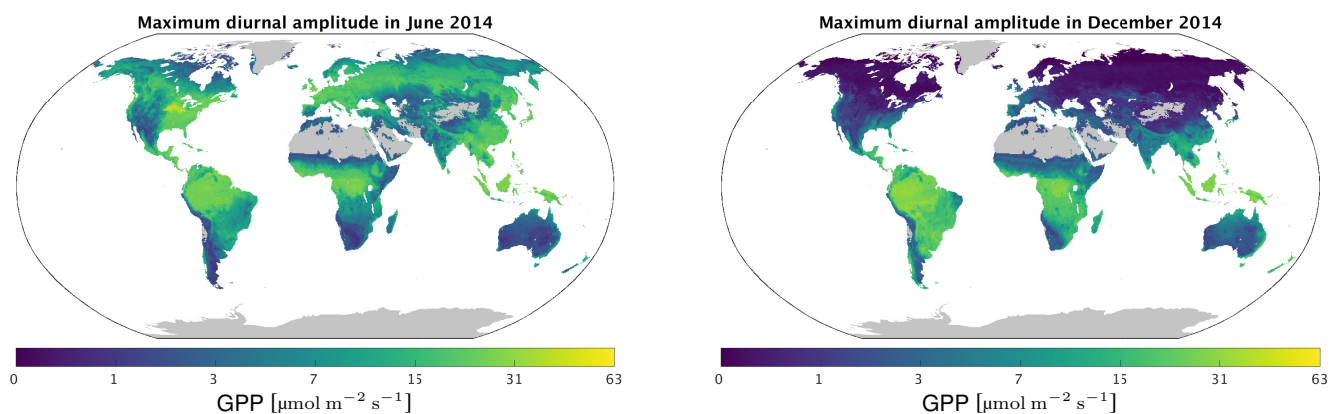 Maximum diurnal amplitude in June 2014
0 1 3 7 15 31 63
GPP [µmol m⁻² s⁻¹]
Maximum diurnal amplitude in December 2014
0 1 3 7 15 31 63
GPP [µmol m⁻² s⁻¹]